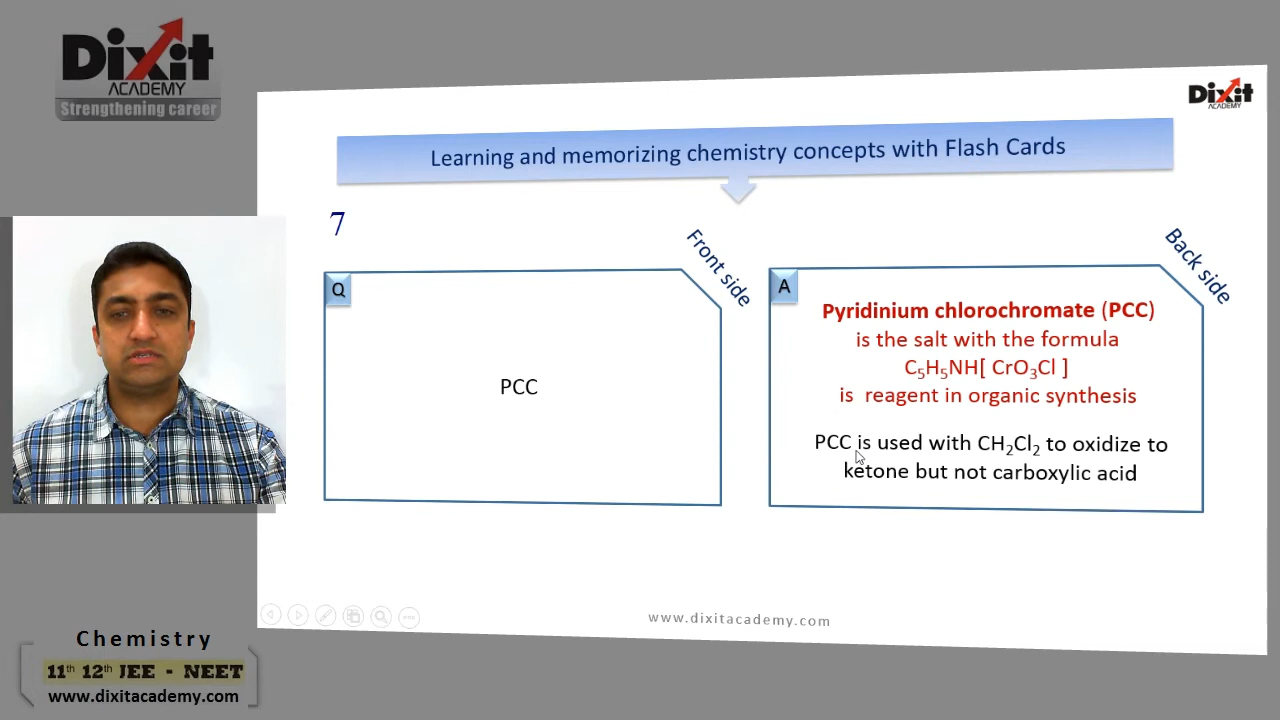 Dixit
ACADEMY
Strengthening career
Dixit
ACADEMY
Learning and memorizing chemistry concepts with Flash Cards
7
Front side
Back side
Q
PCC
A
Pyridinium chlorochromate (PCC)
is the salt with the formula
C₅H₅NH[ CrO₃Cl ]
is reagent in organic synthesis
PCC is used with CH₂Cl₂ to oxidize to
ketone but not carboxylic acid
www.dixitacademy.com
Chemistry
11th 12th JEE - NEET
www.dixitacademy.com